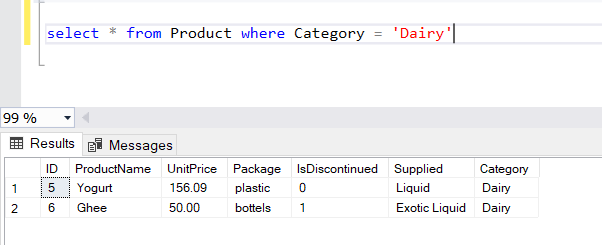 select * from Product where Category = 'Dairy'
99 %
Results Messages
ID ProductName UnitPrice Package IsDiscontinued Supplied Category
1 5 Yogurt 156.09 plastic 0 Liquid Dairy
2 6 Ghee 50.00 bottels 1 Exotic Liquid Dairy